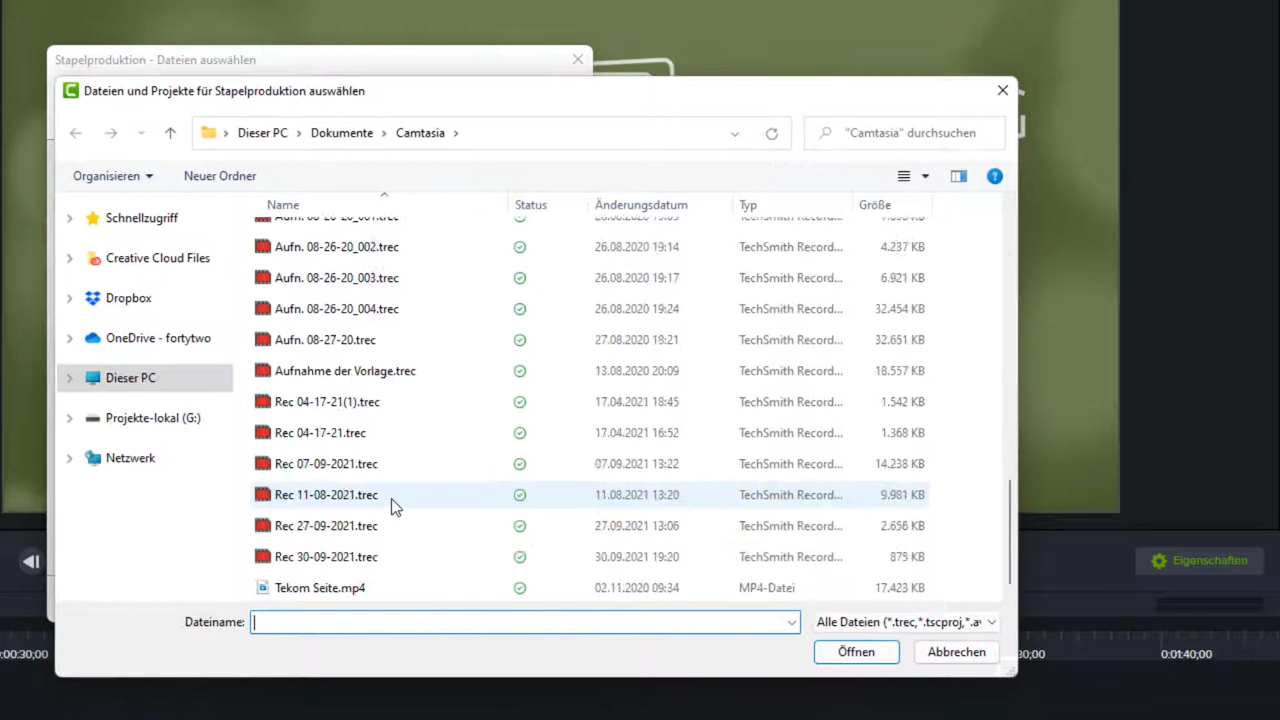 Stapelproduktion - Dateien auswählen
Dateien und Projekte für Stapelproduktion auswählen
Dieser PC › Dokumente › Camtasia ›
"Camtasia" durchsuchen
Organisieren
Neuer Ordner
Name Status Änderungsdatum Typ Größe
Aufn. 08-26-20_002.trec 26.08.2020 19:14 TechSmith Record... 4.237 KB
Aufn. 08-26-20_003.trec 26.08.2020 19:17 TechSmith Record... 6.921 KB
Aufn. 08-26-20_004.trec 26.08.2020 19:24 TechSmith Record... 32.454 KB
Aufn. 08-27-20.trec 27.08.2020 18:21 TechSmith Record... 32.651 KB
Aufnahme der Vorlage.trec 13.08.2020 20:09 TechSmith Record... 18.557 KB
Rec 04-17-21(1).trec 17.04.2021 18:45 TechSmith Record... 1.542 KB
Rec 04-17-21.trec 17.04.2021 16:52 TechSmith Record... 1.368 KB
Rec 07-09-2021.trec 07.09.2021 13:22 TechSmith Record... 14.238 KB
Rec 11-08-2021.trec 11.08.2021 13:20 TechSmith Record... 9.981 KB
Rec 27-09-2021.trec 27.09.2021 13:06 TechSmith Record... 2.656 KB
Rec 30-09-2021.trec 30.09.2021 19:20 TechSmith Record... 875 KB
Tekom Seite.mp4 02.11.2020 09:34 MP4-Datei 17.423 KB
Schnellzugriff
Creative Cloud Files
Dropbox
OneDrive - fortytwo
Dieser PC
Projekte-lokal (G:)
Netzwerk
Dateiname:
Alle Dateien (*.trec,*.tscproj,*.a
Öffnen
Abbrechen
Eigenschaften
:00:30;00
30;00
0:01:40;00